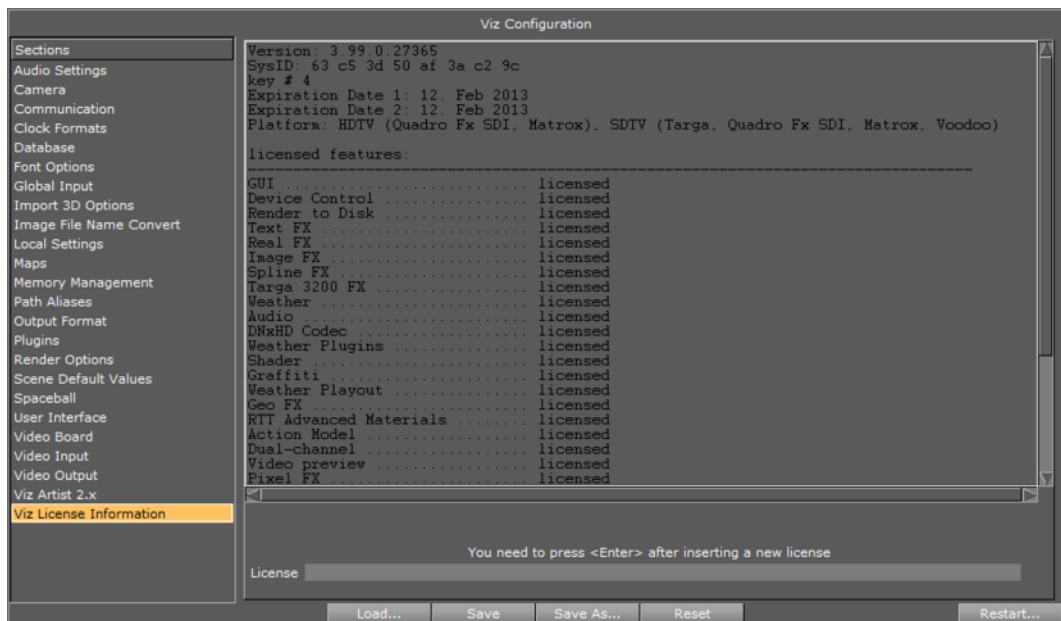 Viz Configuration
Sections
Audio Settings
Camera
Communication
Clock Formats
Database
Font Options
Global Input
Import 3D Options
Image File Name Convert
Local Settings
Maps
Memory Management
Path Aliases
Output Format
Plugins
Render Options
Scene Default Values
Spaceball
User Interface
Video Board
Video Input
Video Output
Viz Artist 2.x
Viz License Information
Version: 3.99.0.27365
SysID: 63 c5 3d 50 af 3a c2 9c
key # 4
Expiration Date 1: 12. Feb 2013
Expiration Date 2: 12. Feb 2013
Platform: HDTV (Quadro Fx SDI, Matrox), SDTV (Targa, Quadro Fx SDI, Matrox, Voodoo)
licensed features:
GUI .......................... licensed
Device Control ............... licensed
Render to Disk ............... licensed
Text FX ...................... licensed
Real FX ...................... licensed
Image FX ..................... licensed
Spline FX .................... licensed
Targa 3200 FX ................ licensed
Weather ...................... licensed
Audio ........................ licensed
DNxHD Codec .................. licensed
Weather Plugins .............. licensed
Shader ....................... licensed
Graffiti ..................... licensed
Weather Playout .............. licensed
Geo FX ....................... licensed
RTT Advanced Materials ....... licensed
Action Model ................. licensed
Dual-channel ................. licensed
Video preview ................ licensed
Pixel FX ..................... licensed
You need to press <Enter> after inserting a new license
License
Load... Save Save As... Reset Restart...